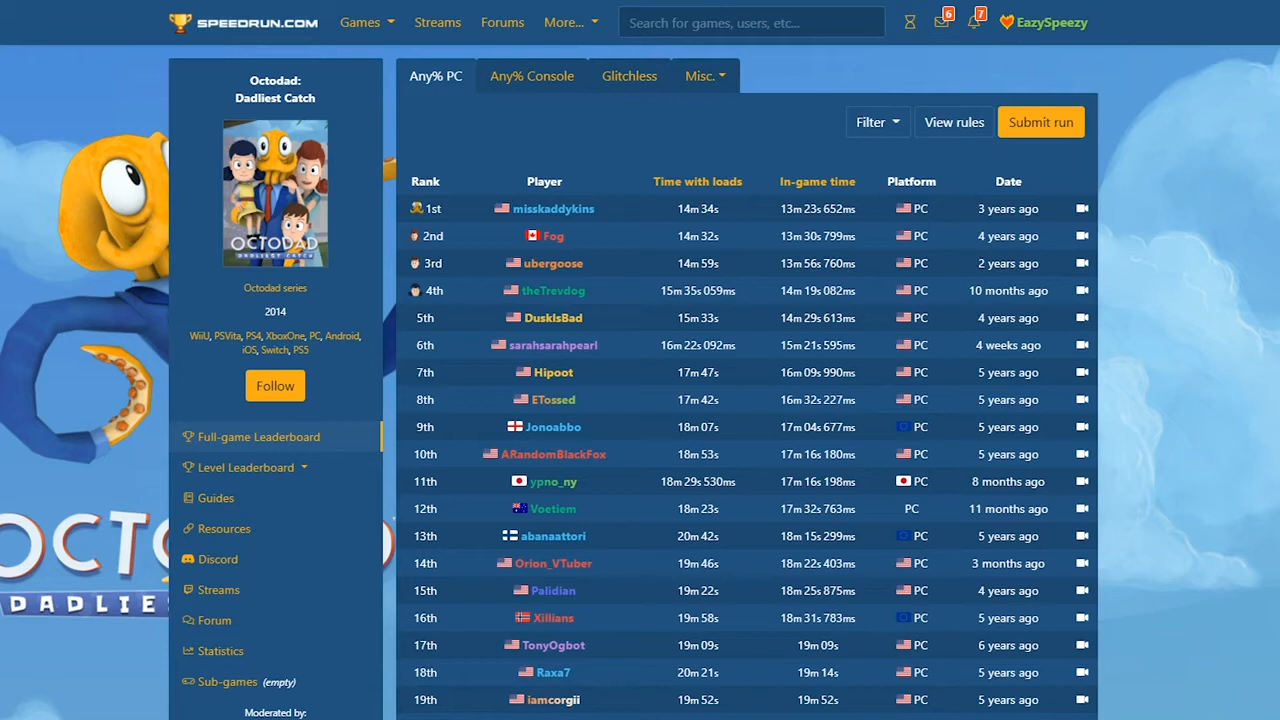 SPEEDRUN.COM Games Streams Forums More... Search for games, users, etc... 6 7 EazySpeezy
Octodad:
Dadliest Catch
OCTODAD
DADLIEST CATCH
Octodad series
2014
WiiU, PSVita, PS4, XboxOne, PC, Android,
iOS, Switch, PS5
Follow
Full-game Leaderboard
Level Leaderboard
Guides
Resources
Discord
Streams
Forum
Statistics
Sub-games (empty)
Moderated by:
Any% PC Any% Console Glitchless Misc.
Filter View rules Submit run
Rank Player Time with loads In-game time Platform Date
1st misskaddykins 14m 34s 13m 23s 652ms PC 3 years ago
2nd Fog 14m 32s 13m 30s 799ms PC 4 years ago
3rd ubergoose 14m 59s 13m 56s 760ms PC 2 years ago
4th theTrevdog 15m 35s 059ms 14m 19s 082ms PC 10 months ago
5th DuskIsBad 15m 33s 14m 29s 613ms PC 4 years ago
6th sarahsarahpearl 16m 22s 092ms 15m 21s 595ms PC 4 weeks ago
7th Hipoot 17m 47s 16m 09s 990ms PC 5 years ago
8th ETossed 17m 42s 16m 32s 227ms PC 5 years ago
9th Jonoabbo 18m 07s 17m 04s 677ms PC 5 years ago
10th ARandomBlackFox 18m 53s 17m 16s 180ms PC 5 years ago
11th ypno_ny 18m 29s 530ms 17m 16s 198ms PC 8 months ago
12th Voetiem 18m 23s 17m 32s 763ms PC 11 months ago
13th abanaattori 20m 42s 18m 15s 299ms PC 5 years ago
14th Orion_VTuber 19m 46s 18m 22s 403ms PC 3 months ago
15th Palidian 19m 22s 18m 25s 875ms PC 4 years ago
16th Xillians 19m 58s 18m 31s 783ms PC 5 years ago
17th TonyOgbot 19m 09s 19m 09s PC 6 years ago
18th Raxa7 20m 21s 19m 14s PC 5 years ago
19th iamcorgii 19m 52s 19m 52s PC 5 years ago
OCT
DADLIE